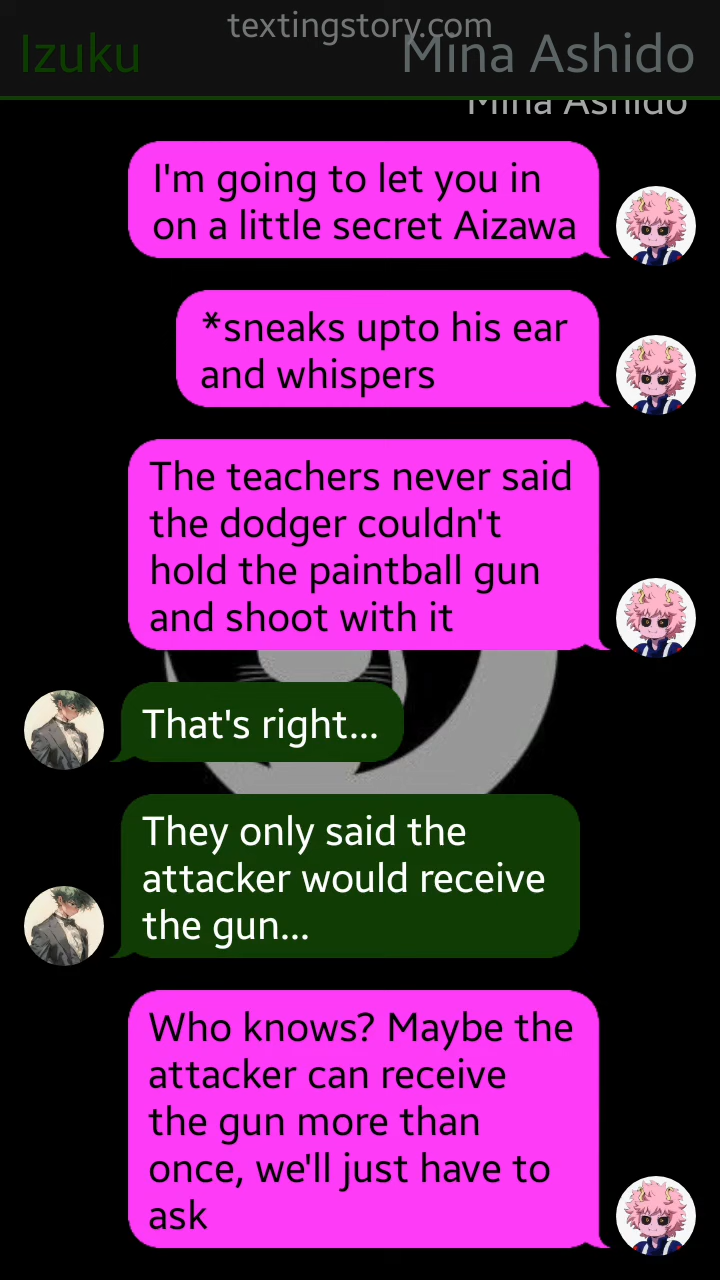 textingstory.com
Izuku
Mina Ashido
Mina Ashido
I'm going to let you in
on a little secret Aizawa
*sneaks upto his ear
and whispers
The teachers never said
the dodger couldn't
hold the paintball gun
and shoot with it
That's right...
They only said the
attacker would receive
the gun...
Who knows? Maybe the
attacker can receive
the gun more than
once, we'll just have to
ask